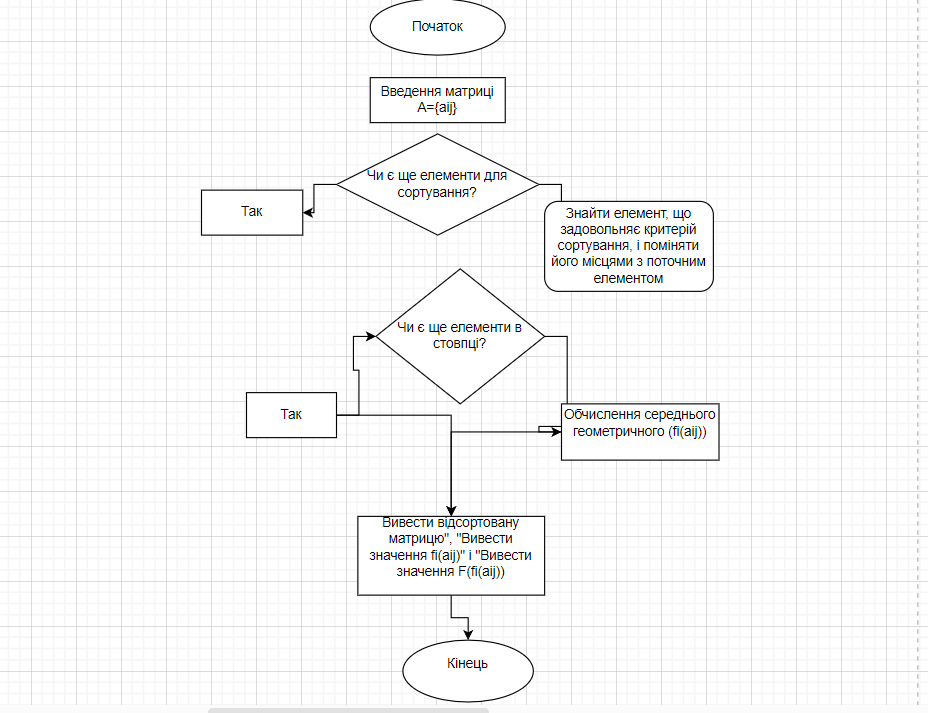 Початок
Введення матриці
A={aij}
Чи є ще елементи для
сортування?
Так
Знайти елемент, що
задовольняє критерій
сортування, і поміняти
його місцями з поточним
елементом
Чи є ще елементи в
стовпці?
Так
Обчислення середнього
геометричного (fi(aij))
Вивести відсортовану
матрицю", "Вивести
значення fi(aij)" і "Вивести
значення F(fi(aij))
Кінець